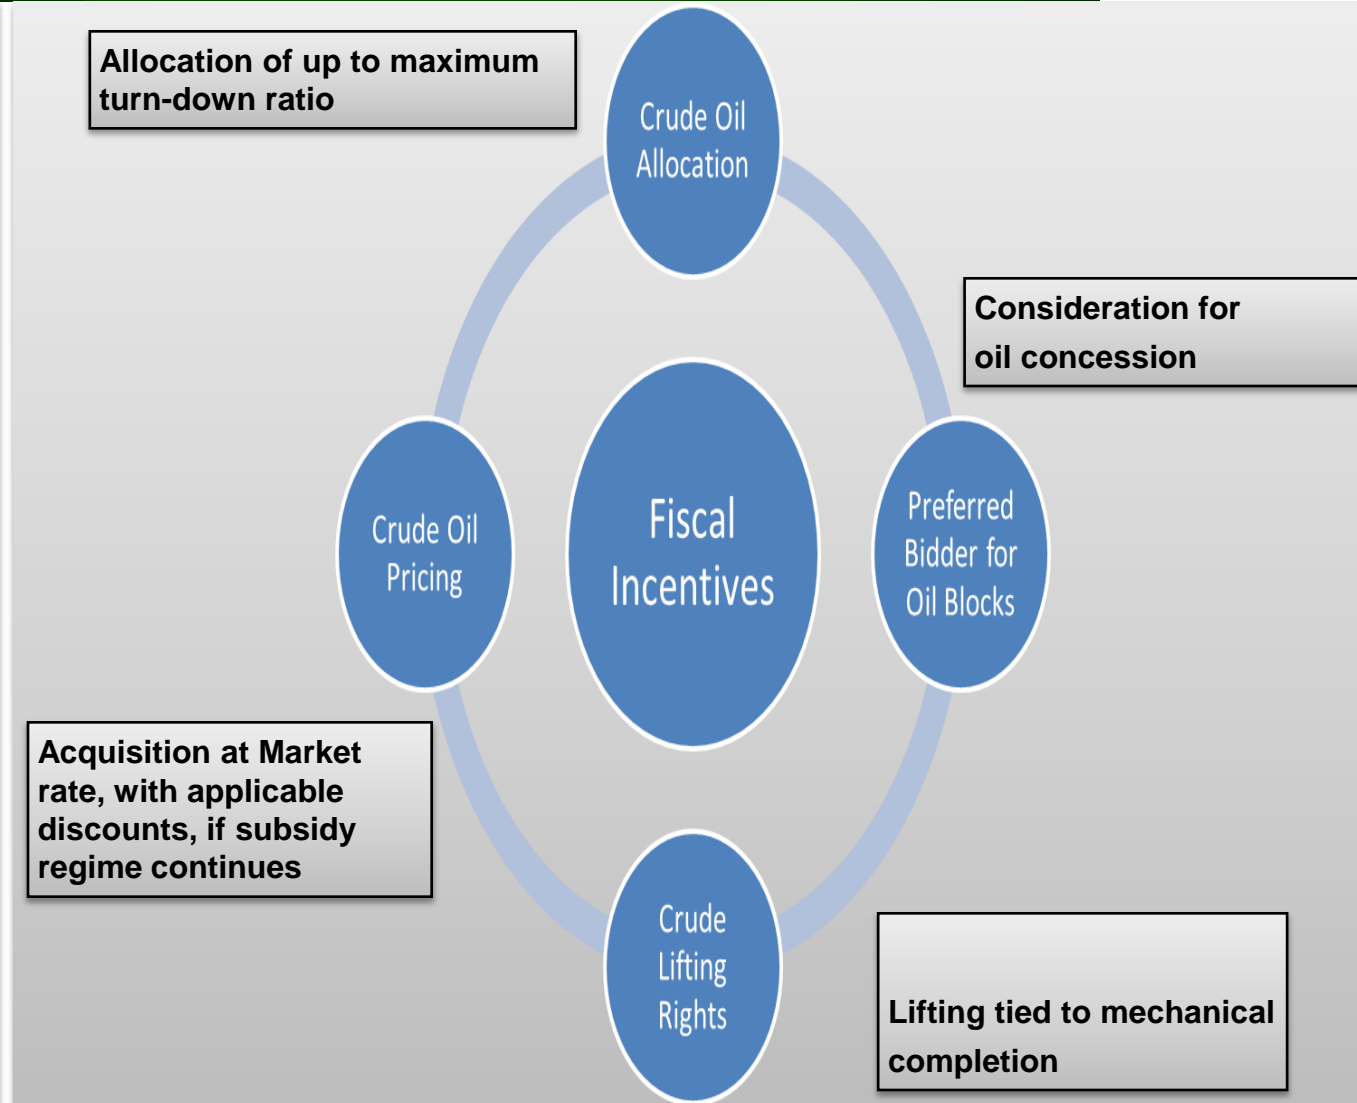 Allocation of up to maximum
turn-down ratio
Crude Oil
Allocation
Consideration for
oil concession
Preferred
Bidder for
Oil Blocks
Fiscal
Incentives
Crude Oil
Pricing
Acquisition at Market
rate, with applicable
discounts, if subsidy
regime continues
Crude
Lifting
Rights
Lifting tied to mechanical
completion